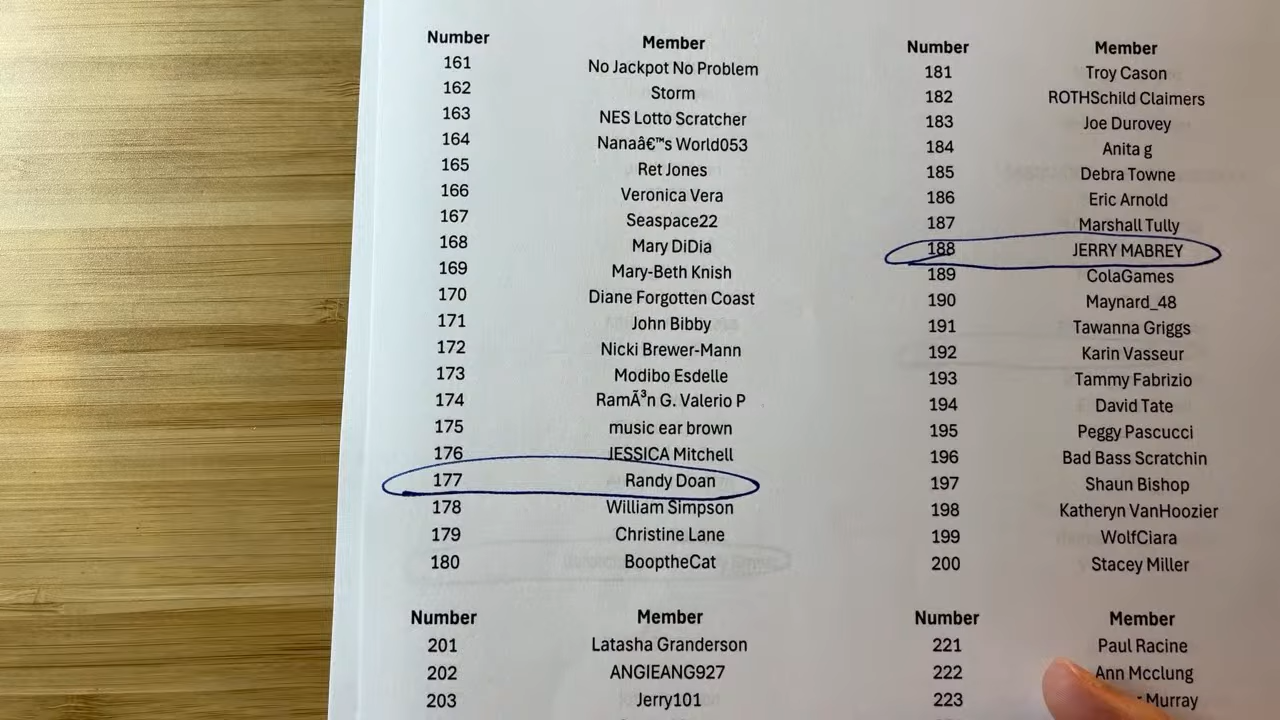 Number Member
161 No Jackpot No Problem
162 Storm
163 NES Lotto Scratcher
164 Nanaâ€™s World053
165 Ret Jones
166 Veronica Vera
167 Seaspace22
168 Mary DiDia
169 Mary-Beth Knish
170 Diane Forgotten Coast
171 John Bibby
172 Nicki Brewer-Mann
173 Modibo Esdelle
174 RamÃ³n G. Valerio P
175 music ear brown
176 JESSICA Mitchell
177 Randy Doan
178 William Simpson
179 Christine Lane
180 BooptheCat
Number Member
181 Troy Cason
182 ROTHSchild Claimers
183 Joe Durovey
184 Anita g
185 Debra Towne
186 Eric Arnold
187 Marshall Tully
188 JERRY MABREY
189 ColaGames
190 Maynard_48
191 Tawanna Griggs
192 Karin Vasseur
193 Tammy Fabrizio
194 David Tate
195 Peggy Pascucci
196 Bad Bass Scratchin
197 Shaun Bishop
198 Katheryn VanHoozier
199 WolfCiara
200 Stacey Miller
Number Member
201 Latasha Granderson
202 ANGIEANG927
203 Jerry101
Number Member
221 Paul Racine
222 Ann Mcclung
223 Murray